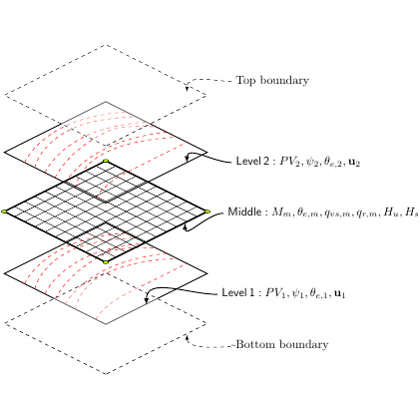 Top boundary
Level 2 : $PV_2, \psi_2, \theta_{e,2}, \mathbf{u}_2$
Middle : $M_m, \theta_{e,m}, q_{vs,m}, q_{r,m}, H_u, H_s$
Level 1 : $PV_1, \psi_1, \theta_{e,1}, \mathbf{u}_1$
Bottom boundary